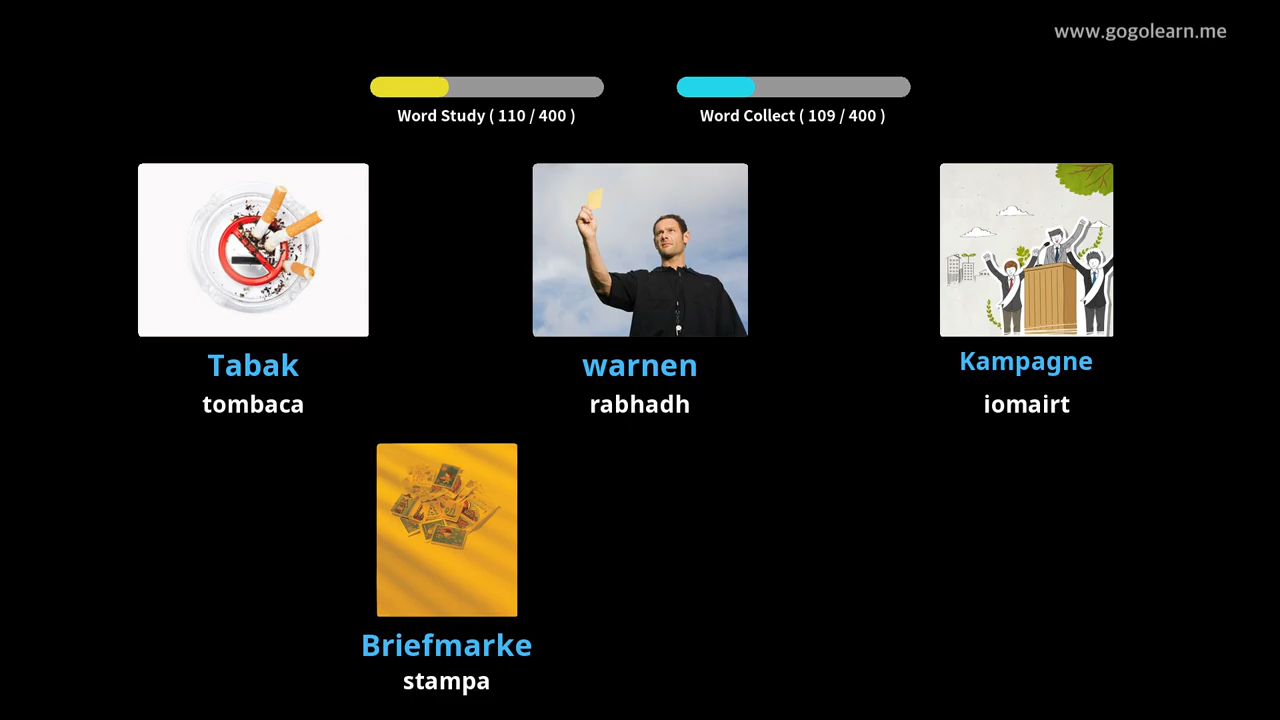 www.gogolearn.me
Word Study ( 110 / 400 )
Word Collect ( 109 / 400 )
Tabak
tombaca
warnen
rabhadh
Kampagne
iomairt
Briefmarke
stampa